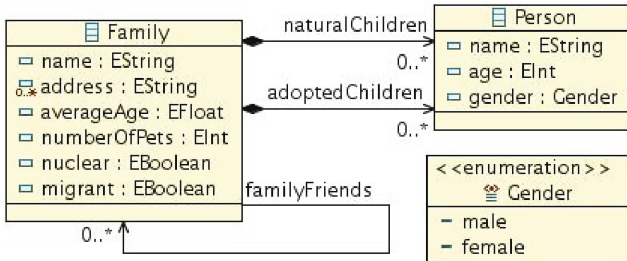 Family
name : EString
0..*
address : EString
averageAge : EFloat
numberOfPets : EInt
nuclear : EBoolean
migrant : EBoolean
naturalChildren
0..*
adoptedChildren
0..*
familyFriends
0..*
Person
name : EString
age : EInt
gender : Gender
<<enumeration>>
Gender
male
female